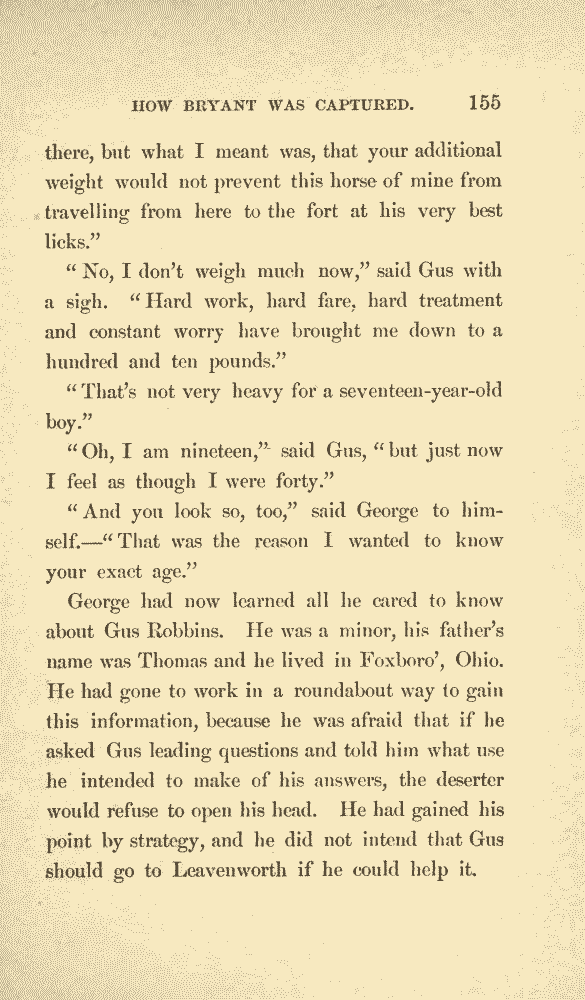 HOW BRYANT WAS CAPTURED. 155
there, but what I meant was, that your additional
weight would not prevent this horse of mine from
travelling from here to the fort at his very best
licks.”
“ No, I don’t weigh much now,” said Gus with
a sigh. “ Hard work, hard fare, hard treatment
and constant worry have brought me down to a
hundred and ten pounds.”
“ That’s not very heavy for a seventeen-year-old
boy.”
“ Oh, I am nineteen,” said Gus, “ but just now
I feel as though I were forty.”
“ And you look so, too,” said George to him-
self.—“ That was the reason I wanted to know
your exact age.”
George had now learned all he cared to know
about Gus Robbins. He was a minor, his father’s
name was Thomas and he lived in Foxboro’, Ohio.
He had gone to work in a roundabout way to gain
this information, because he was afraid that if he
asked Gus leading questions and told him what use
he intended to make of his answers, the deserter
would refuse to open his head. He had gained his
point by strategy, and he did not intend that Gus
should go to Leavenworth if he could help it.